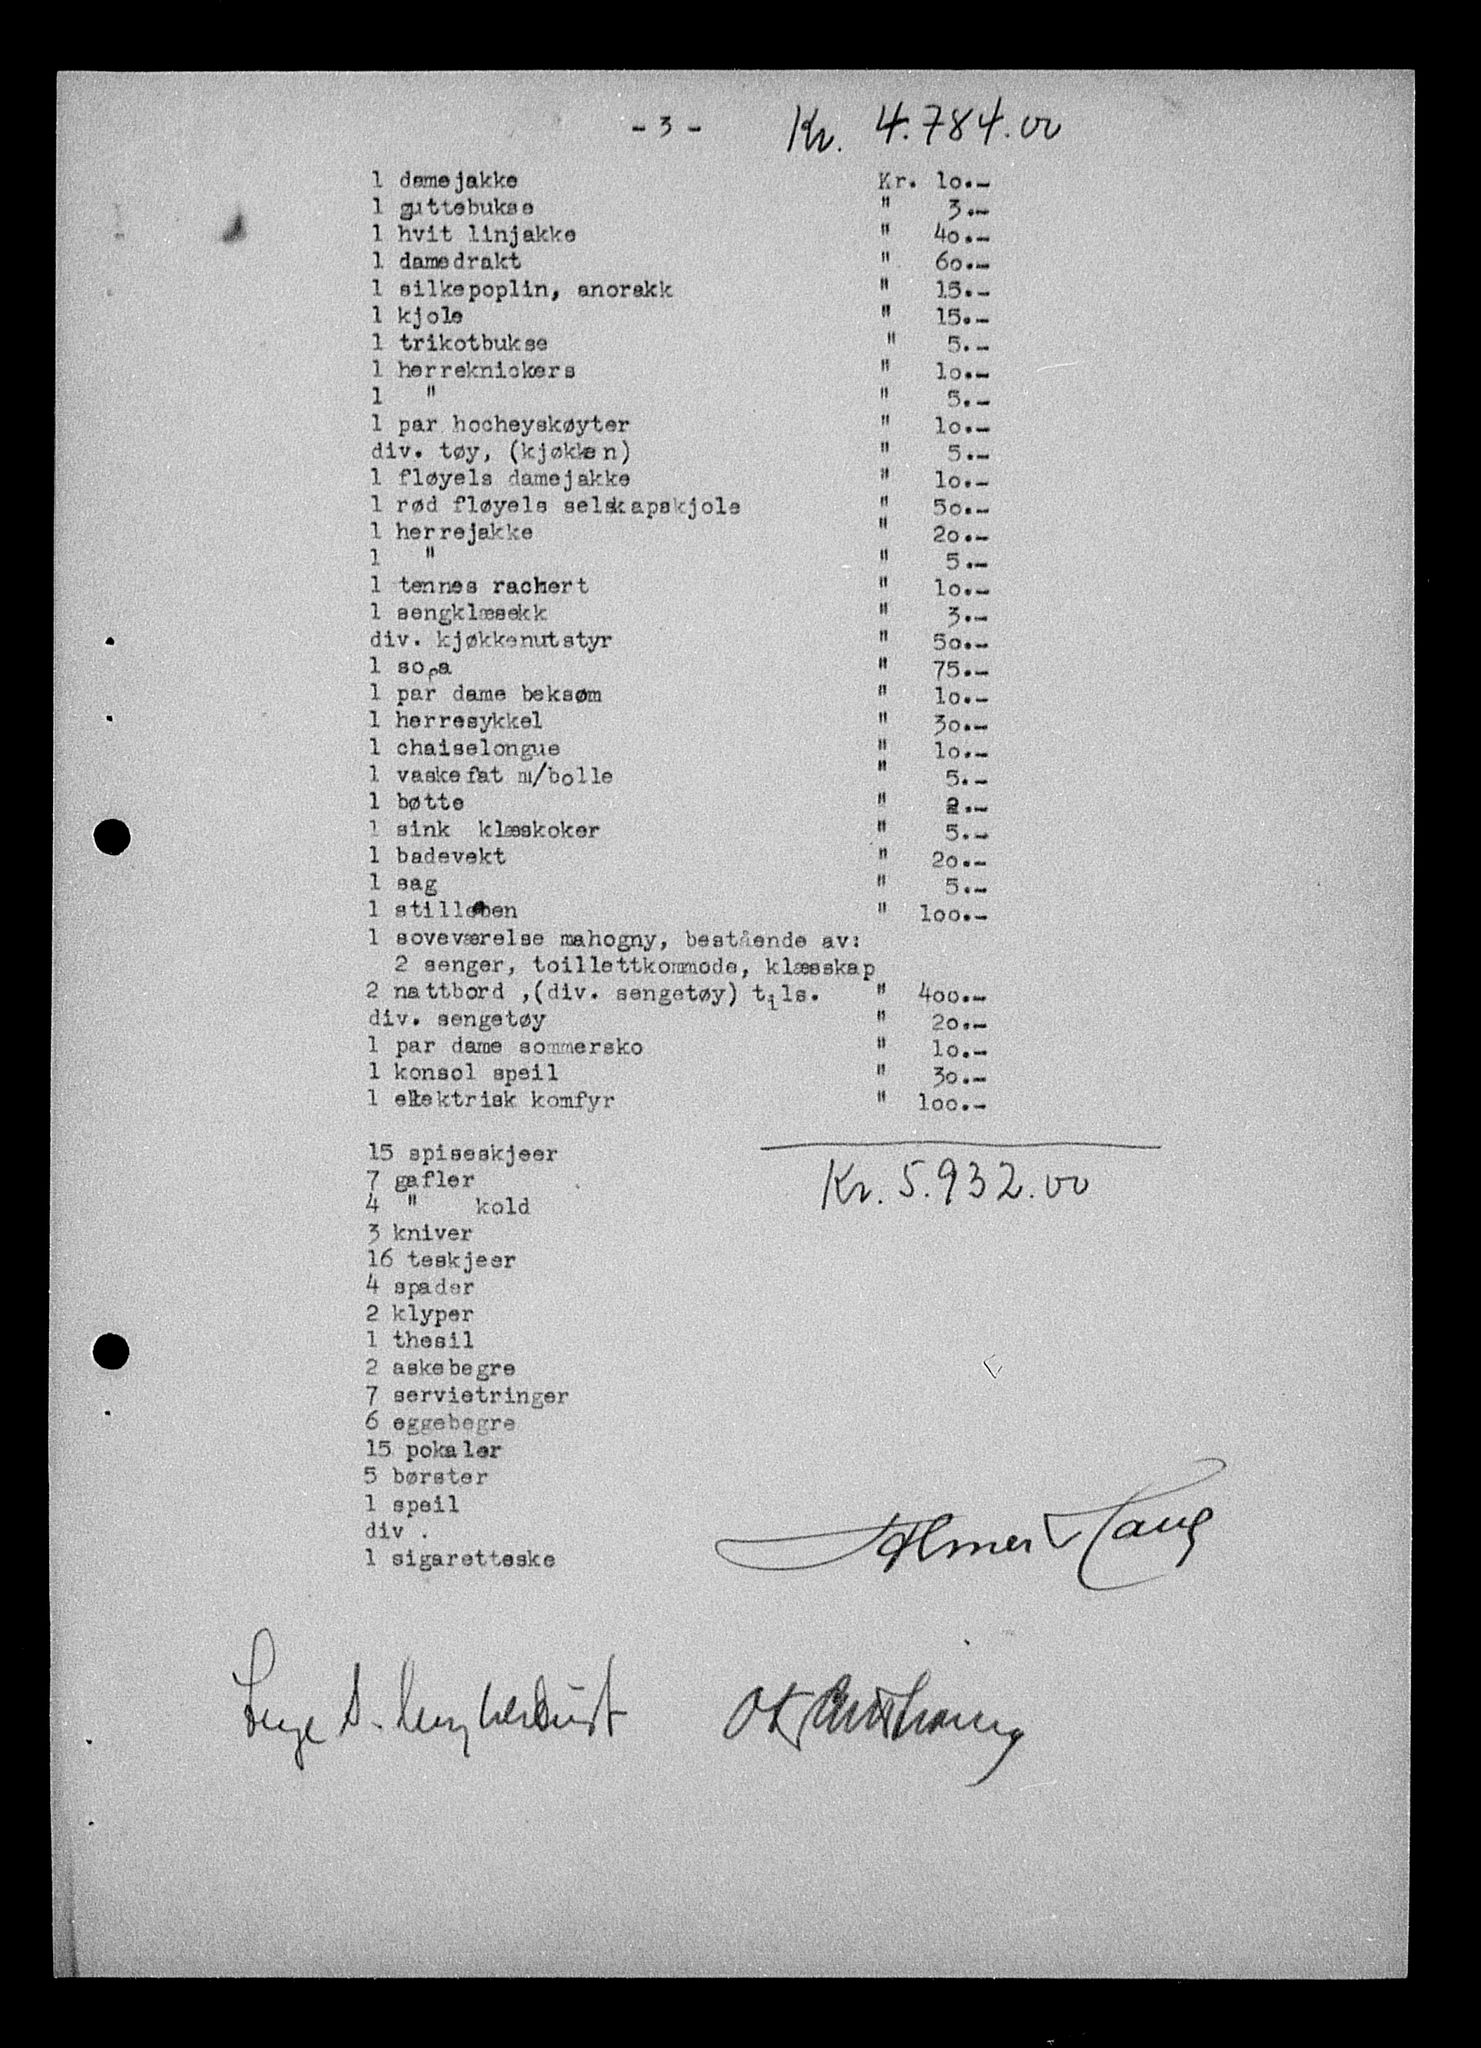 - 3 - Kr. 4.784.00
1 damejakke Kr. 10.-
1 guttebukse " 3.-
1 hvit linjakke " 40.-
1 damedrakt " 60.-
1 silkepoplin, anorakk " 15.-
1 kjole " 15.-
1 trikotbukse " 5.-
1 herreknickers " 10.-
1 " " 5.-
1 par hocheyskøyter " 10.-
div. tøy, (kjøkken) " 5.-
1 fløyels damejakke " 10.-
1 rød fløyels selskapskjole " 50.-
1 herrejakke " 20.-
1 " " 5.-
1 tennes rachert " 10.-
1 sengklæsekk " 3.-
div. kjøkkenutstyr " 50.-
1 sofa " 75.-
1 par dame beksøm " 10.-
1 herresykkel " 30.-
1 chaiselongue " 10.-
1 vaskefat m/bolle " 5.-
1 bøtte " 2.-
1 sink klæskoker " 5.-
1 badevekt " 20.-
1 sag " 5.-
1 stilleben " 100.-
1 soveværelse mahogny, bestående av:
2 senger, toillettkommode, klæsskap
2 nattbord ,(div. sengetøy) tils. " 400.-
div. sengetøy " 20.-
1 par dame sommersko " 10.-
1 konsol speil " 30.-
1 elektrisk komfyr " 100.-
15 spiseskjeer
7 gafler Kr. 5.932.00
4 " kold
3 kniver
16 teskjeer
4 spader
2 klyper
1 thesil
2 askebegre
7 servietringer
6 eggebegre
15 pokaler
5 børster
1 speil
div .
1 sigaretteske